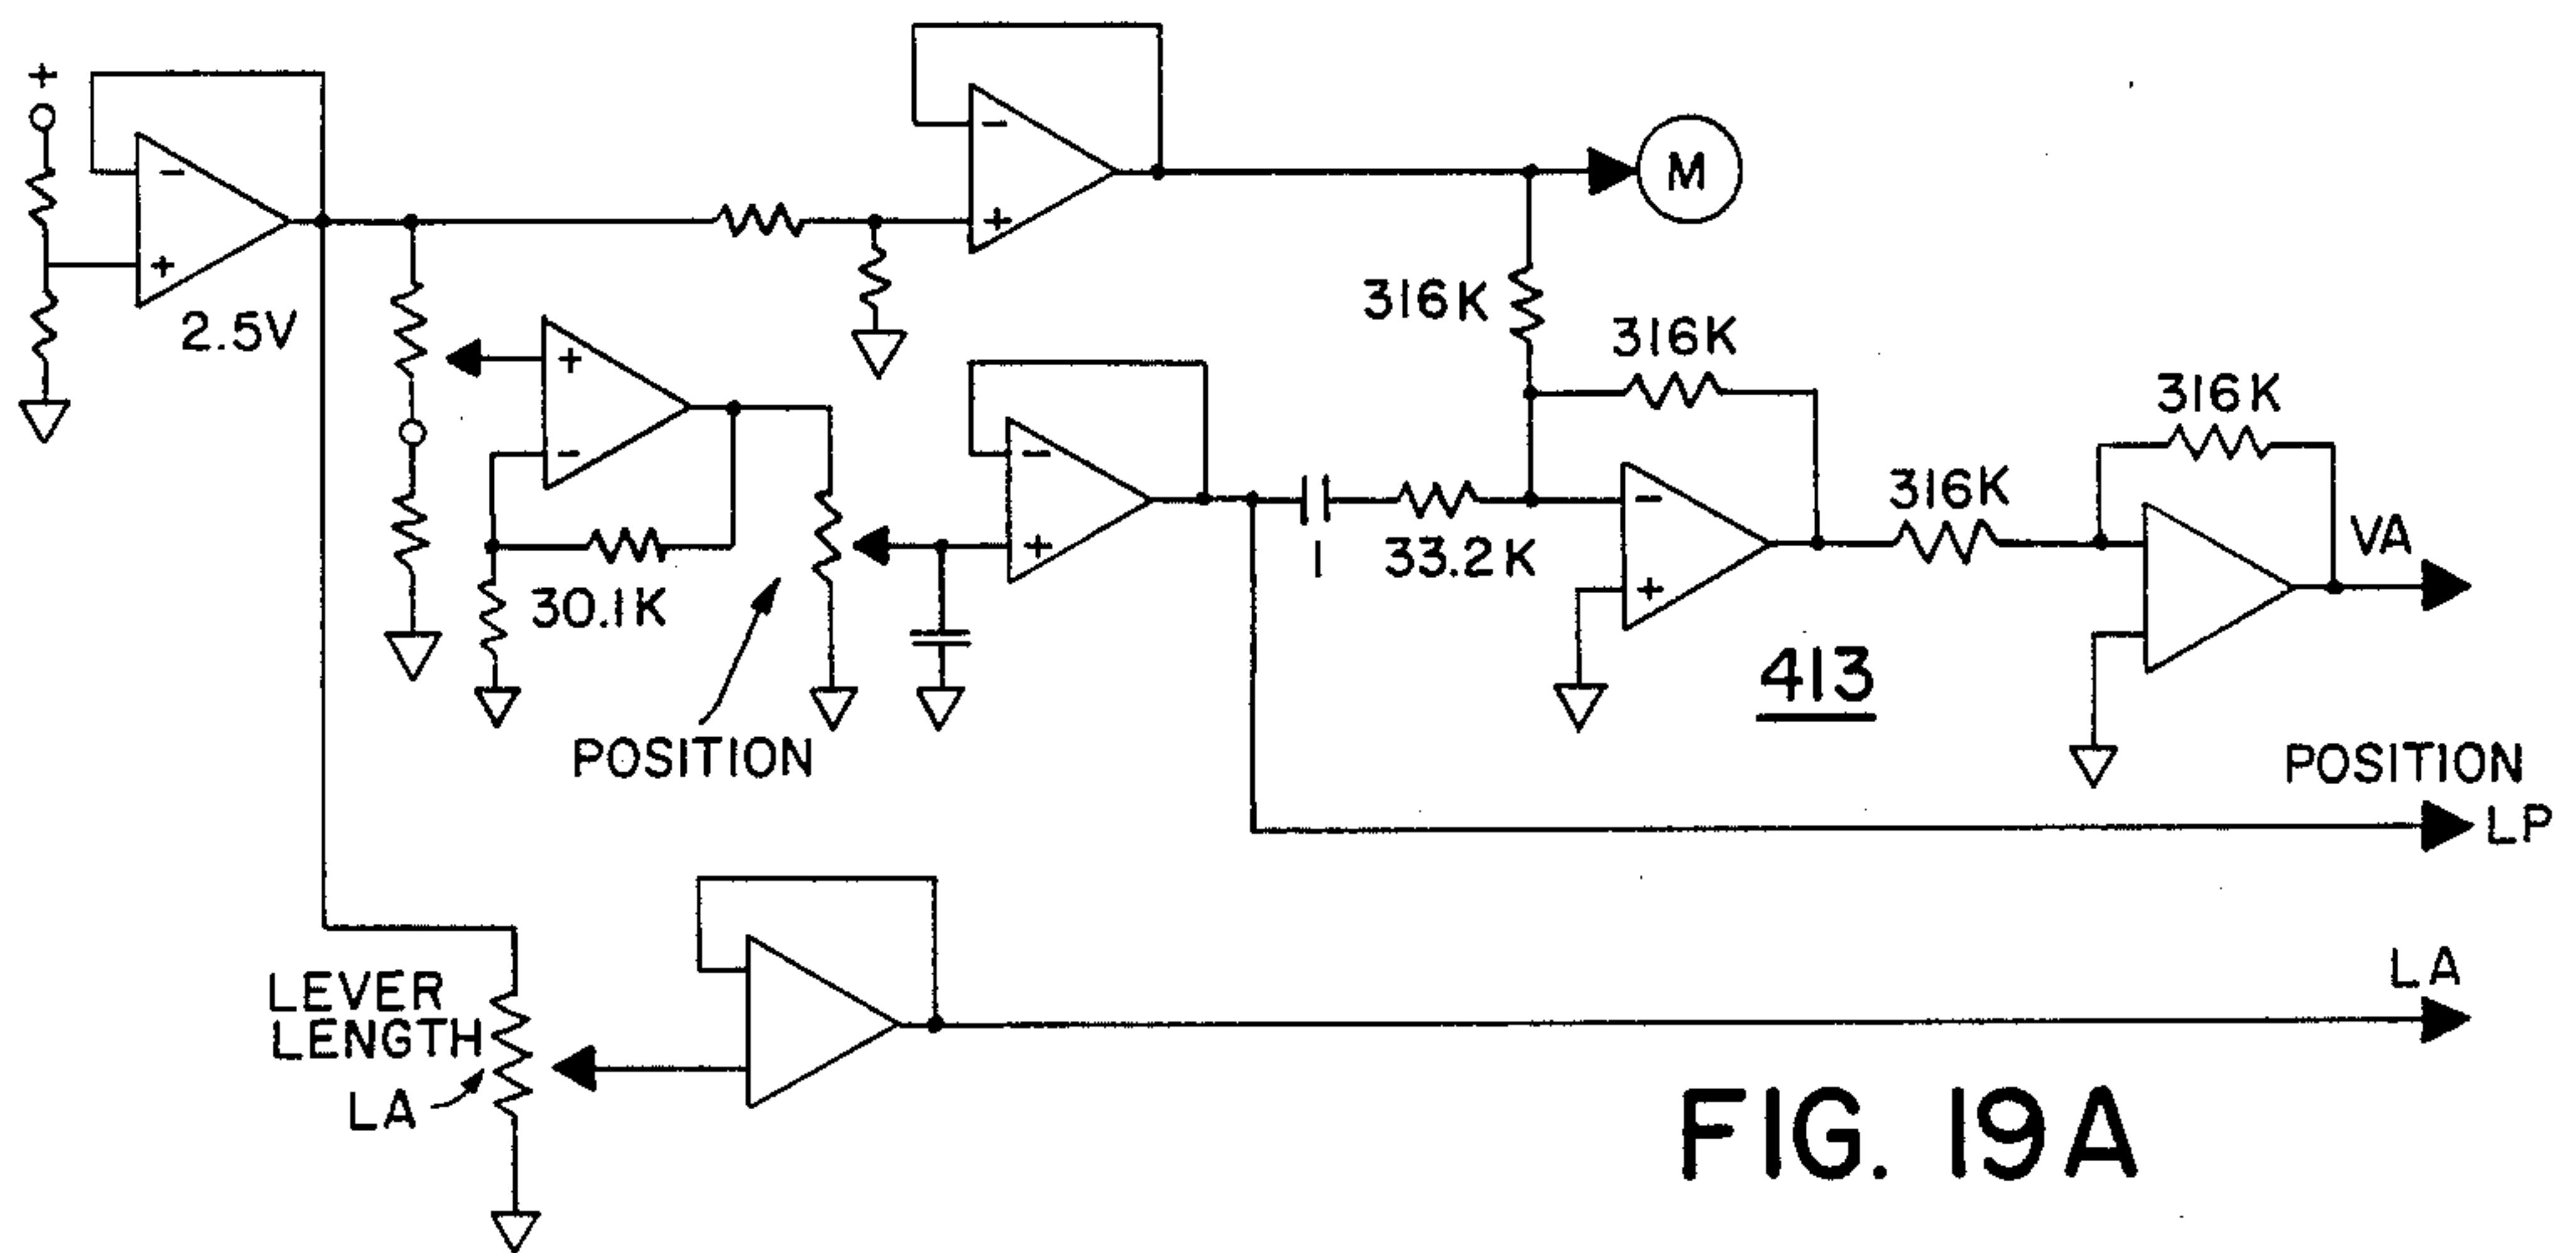 +
-
+
2.5V
-
+
M
316K
316K
316K
+
-
30.1K
POSITION
-
+
1
33.2K
-
+
413
316K
VA
POSITION
LP
LEVER
LENGTH
LA
LA
FIG. 19A